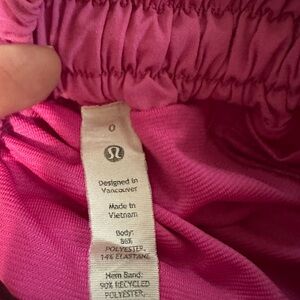 0
Designed in
Vancouver
Made in
Vietnam
Body:
86%
POLYESTER,
14% ELASTANE
Hem Band:
90% RECYCLED
POLYESTER,